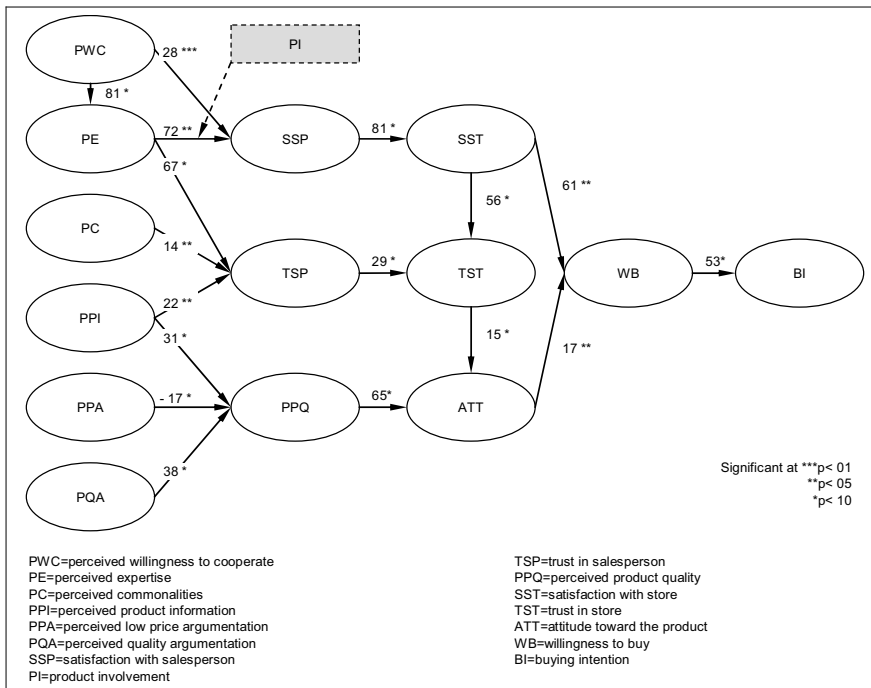 PWC
28 ***
PI
81 *
PE
72 **
SSP
81 *
SST
67 *
61 **
56 *
PC
14 **
TSP
29 *
TST
WB
53*
BI
22 **
PPI
31 *
15 *
17 **
PPA
- 17 *
PPQ
65*
ATT
38 *
PQA
Significant at ***p< 01
**p< 05
*p< 10
PWC=perceived willingness to cooperate
PE=perceived expertise
PC=perceived commonalities
PPI=perceived product information
PPA=perceived low price argumentation
PQA=perceived quality argumentation
SSP=satisfaction with salesperson
PI=product involvement
TSP=trust in salesperson
PPQ=perceived product quality
SST=satisfaction with store
TST=trust in store
ATT=attitude toward the product
WB=willingness to buy
BI=buying intention